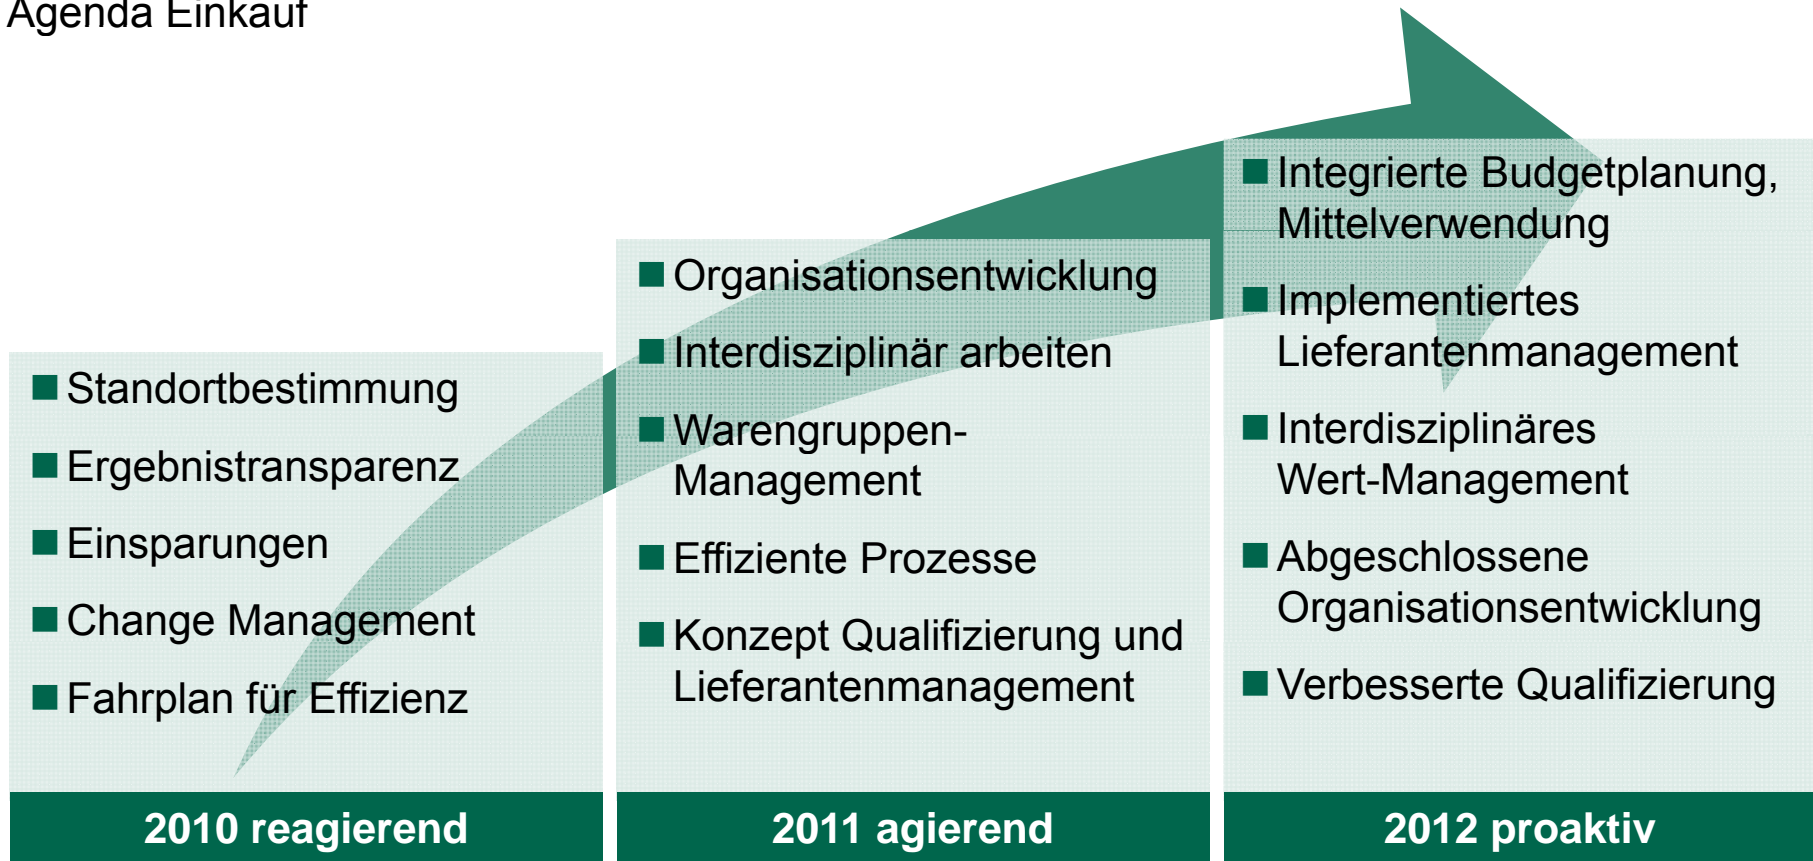 Agenda Einkauf
Standortbestimmung
Ergebnistransparenz
Einsparungen
Change Management
Fahrplan für Effizienz
2010 reagierend
Organisationsentwicklung
Interdisziplinär arbeiten
Warengruppen-
Management
Effiziente Prozesse
Konzept Qualifizierung und
Lieferantenmanagement
2011 agierend
Integrierte Budgetplanung,
Mittelverwendung
Implementiertes
Lieferantenmanagement
Interdisziplinäres
Wert-Management
Abgeschlossene
Organisationsentwicklung
Verbesserte Qualifizierung
2012 proaktiv